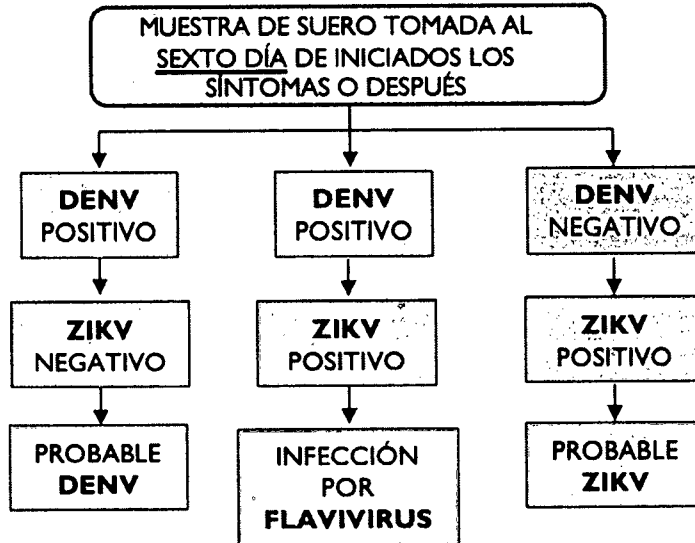 MUESTRA DE SUERO TOMADA AL
SEXTO DÍA DE INICIADOS LOS
SÍNTOMAS O DESPUÉS
DENV
POSITIVO
DENV
POSITIVO
DENV
NEGATIVO
ZIKV
NEGATIVO
ZIKV
POSITIVO
ZIKV
POSITIVO
PROBABLE
DENV
INFECCIÓN
POR
FLAVIVIRUS
PROBABLE
ZIKV